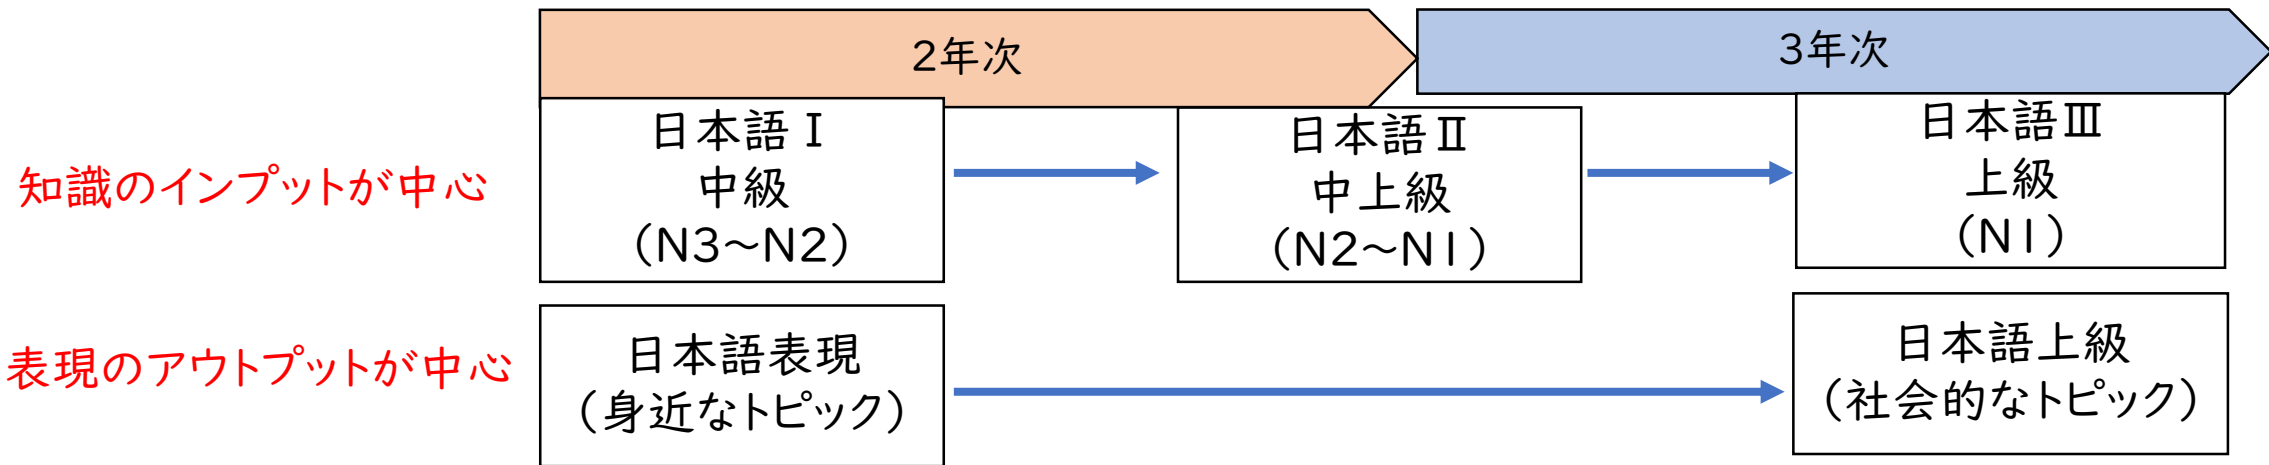 2年次
3年次
知識のインプットが中心
日本語Ⅰ
中級
(N3～N2)
日本語Ⅱ
中上級
(N2～N1)
日本語Ⅲ
上級
(N1)
表現のアウトプットが中心
日本語表現
(身近なトピック)
日本語上級
(社会的なトピック)